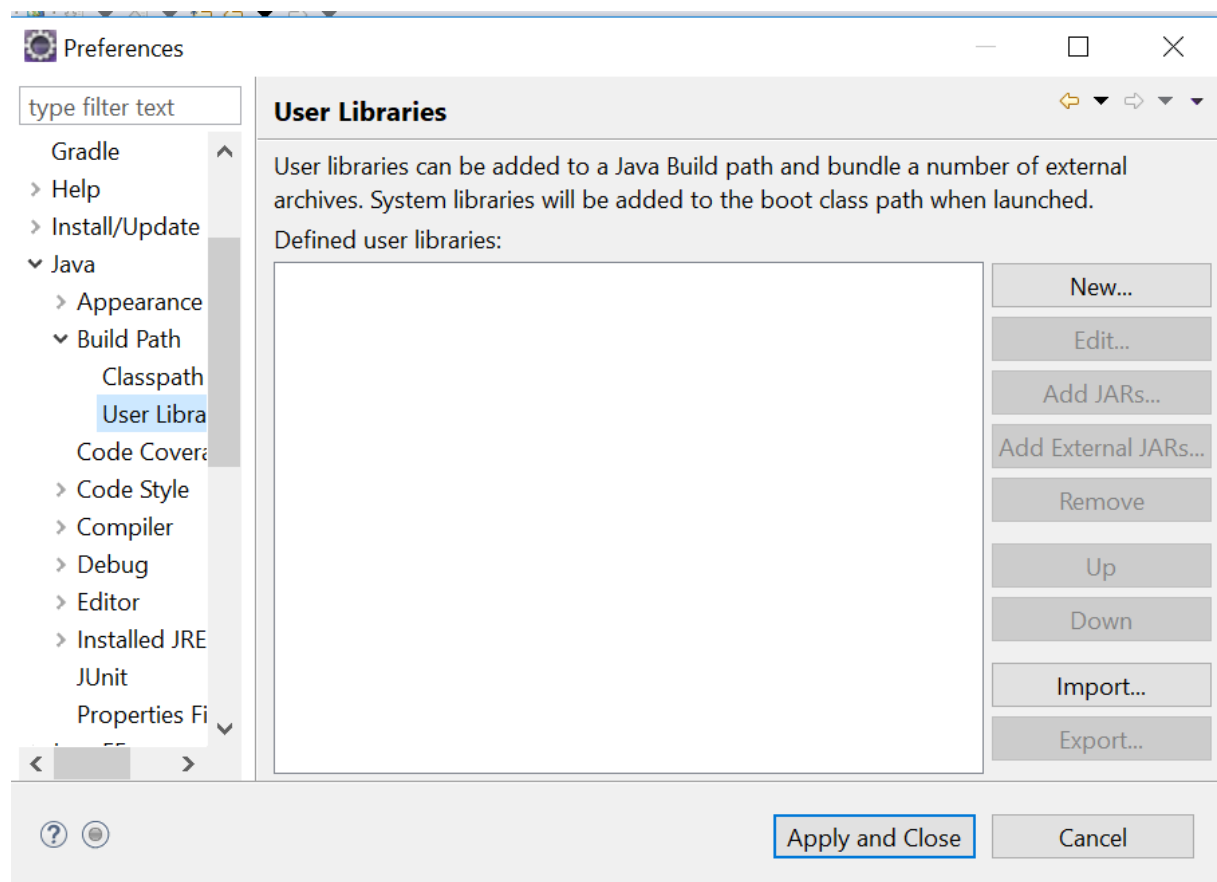 Preferences
type filter text
Gradle
Help
Install/Update
Java
Appearance
Build Path
Classpath
User Libra
Code Covera
Code Style
Compiler
Debug
Editor
Installed JRE
JUnit
Properties Fi
User Libraries
User libraries can be added to a Java Build path and bundle a number of external
archives. System libraries will be added to the boot class path when launched.
Defined user libraries:
New...
Edit...
Add JARs...
Add External JARs...
Remove
Up
Down
Import...
Export...
Apply and Close
Cancel